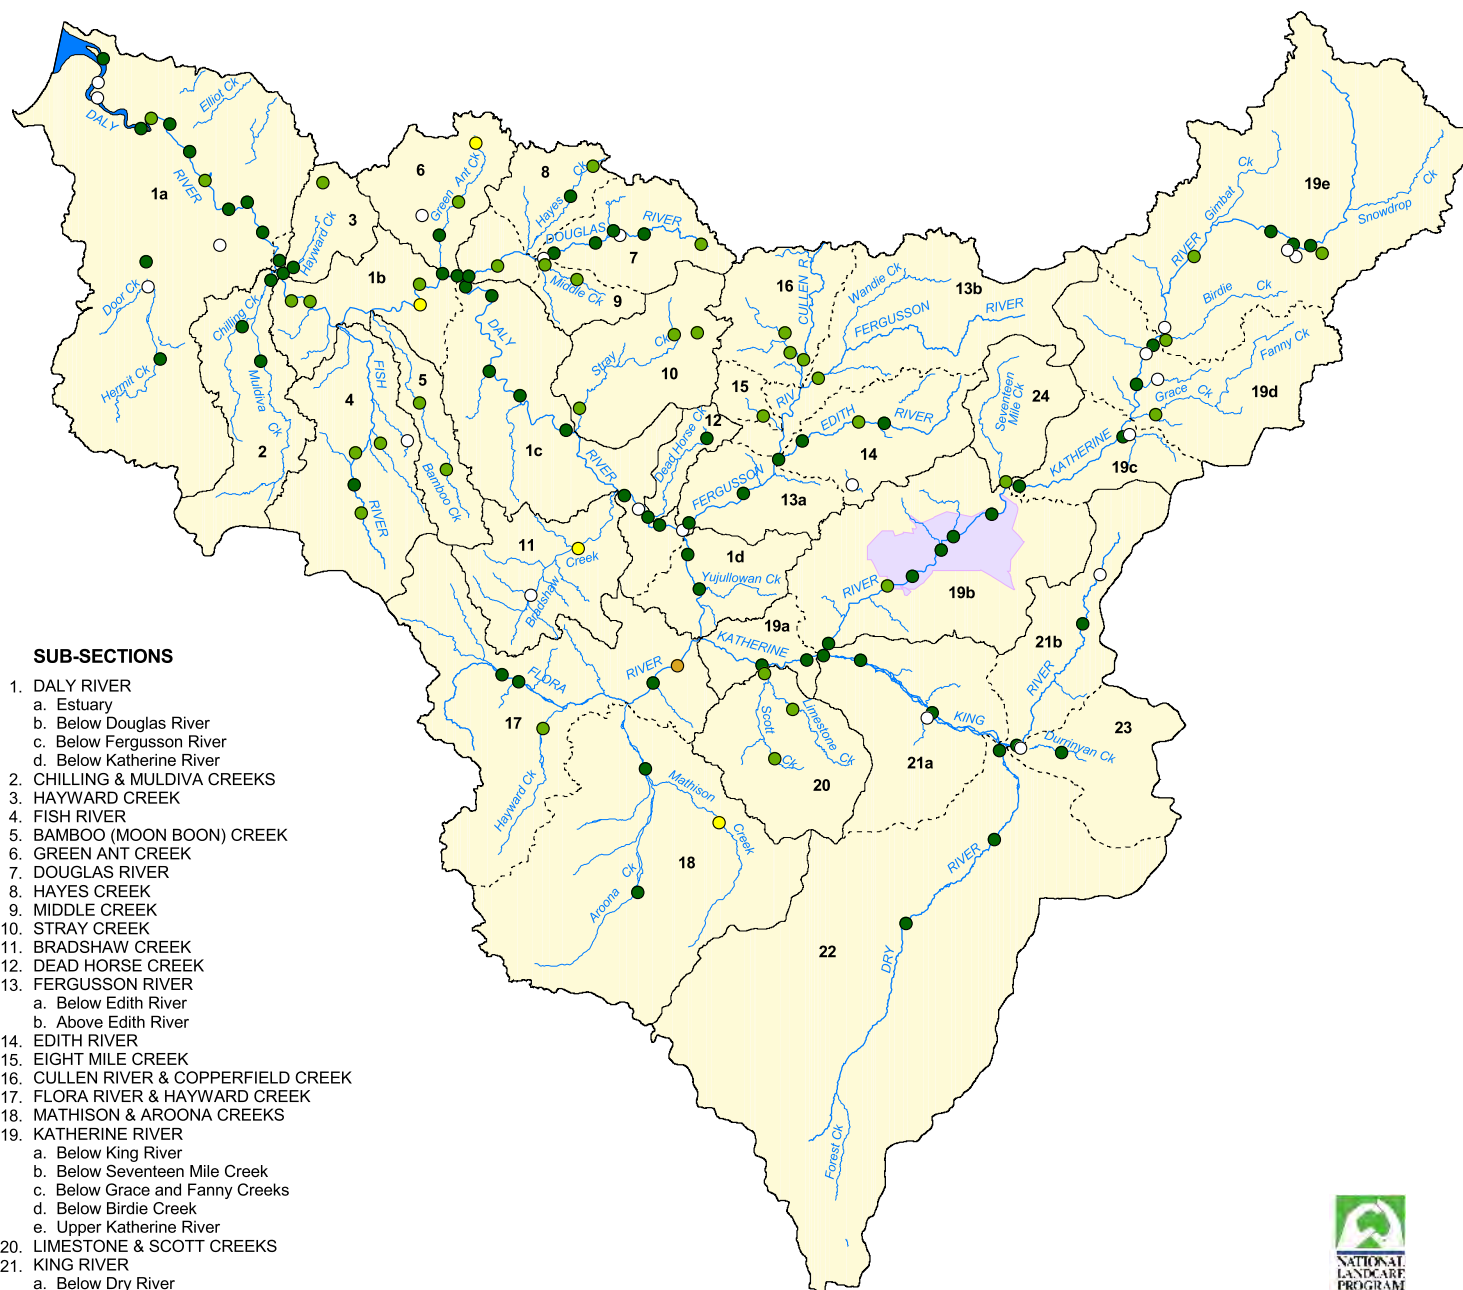 Elliot Ck
DALY
RIVER
1a
Door Ck
Hermit Ck
Chilling Ck
Muldiva
Ck
2
3
Hayward Ck
1b
6
Green Ant Ck
8
Hayes
Ck
DOUGLAS
RIVER
7
Middle Ck
9
FISH
RIVER
4
5
Bamboo Ck
DALY
RIVER
1c
Stray
Ck
10
16
CULLEN R
Wandie Ck
13b
FERGUSSON
RIVER
15
RIV
12
Dead Horse Ck
EDITH
RIVER
14
FERGUSSON
13a
Seventeen
Mile Ck
24
RIVER
Gimbat
Ck
19e
Snowdrop
Ck
Birdie
Ck
Fanny Ck
Grace
Ck
19d
KATHERINE
19c
11
Creek
Bradshaw
1d
Yujullowan Ck
RIVER
19b
19a
KATHERINE
21b
RIVER
FLORA
RIVER
17
Hayward Ck
Scott
Ck
Limestone
Ck
20
21a
KING
Durrinyan Ck
23
Mathison
Creek
18
Aroona
Ck
RIVER
DRY
22
Forest Ck
SUB-SECTIONS
1. DALY RIVER
a. Estuary
b. Below Douglas River
c. Below Fergusson River
d. Below Katherine River
2. CHILLING & MULDIVA CREEKS
3. HAYWARD CREEK
4. FISH RIVER
5. BAMBOO (MOON BOON) CREEK
6. GREEN ANT CREEK
7. DOUGLAS RIVER
8. HAYES CREEK
9. MIDDLE CREEK
10. STRAY CREEK
11. BRADSHAW CREEK
12. DEAD HORSE CREEK
13. FERGUSSON RIVER
a. Below Edith River
b. Above Edith River
14. EDITH RIVER
15. EIGHT MILE CREEK
16. CULLEN RIVER & COPPERFIELD CREEK
17. FLORA RIVER & HAYWARD CREEK
18. MATHISON & AROONA CREEKS
19. KATHERINE RIVER
a. Below King River
b. Below Seventeen Mile Creek
c. Below Grace and Fanny Creeks
d. Below Birdie Creek
e. Upper Katherine River
20. LIMESTONE & SCOTT CREEKS
21. KING RIVER
a. Below Dry River
NATIONAL
LANDCARE
PROGRAM